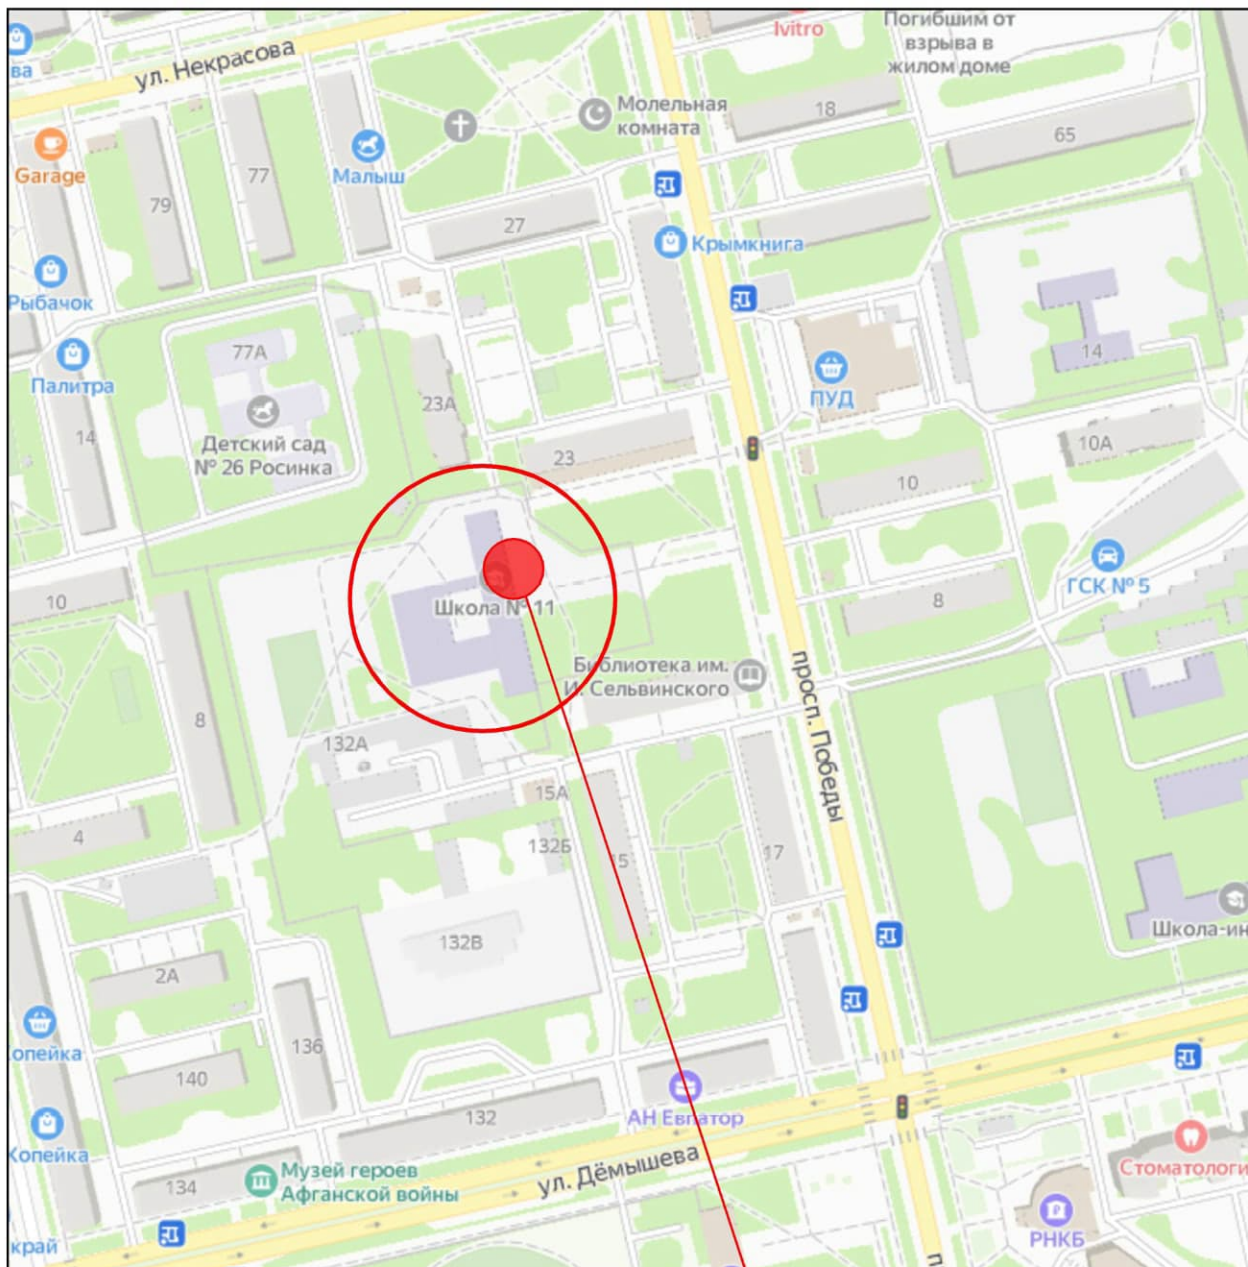 Погибшим от
взрыва в
жилом доме
Ivitro
ва
ул. Некрасова
Молельная
комната
18
65
Garage
Малыш
77
79
27
Крымкнига
Рыбачок
77А
14
ПУД
Палитра
23А
14
10А
Детский сад
№ 26 Росинка
23
10
ГСК № 5
10
Школа № 11
8
Библиотека им.
И. Сельвинского
просп. Победы
8
132А
15А
4
132Б
15
17
Школа-ин
132В
2А
опейка
136
140
АН Евпатор
132
Копейка
ул. Дёмышева
Стоматологи
Музей героев
Афганской войны
134
РНКБ
край
п